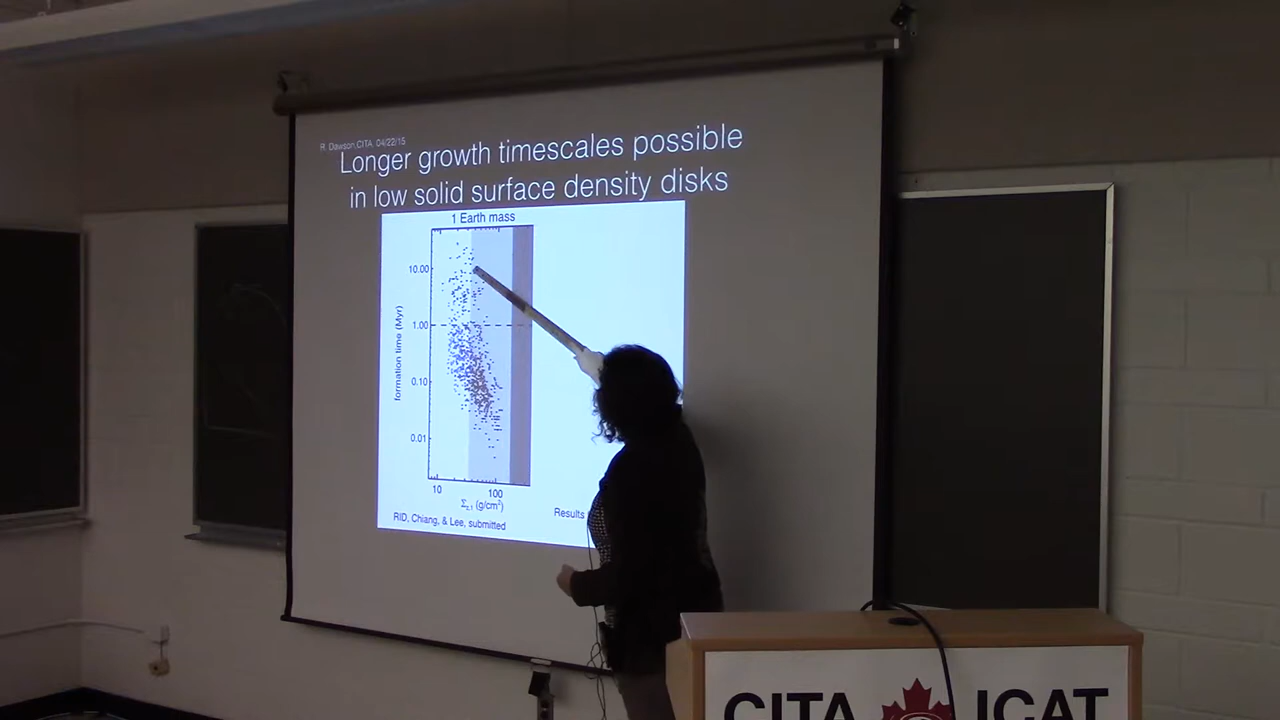 R. Dawson,CITA, 04/22/15
Longer growth timescales possible
in low solid surface density disks
1 Earth mass
10.00
1.00
0.10
0.01
formation time (Myr)
10
100
Σz,1 (g/cm²)
RID, Chiang, & Lee, submitted
Results
CITA ICAT